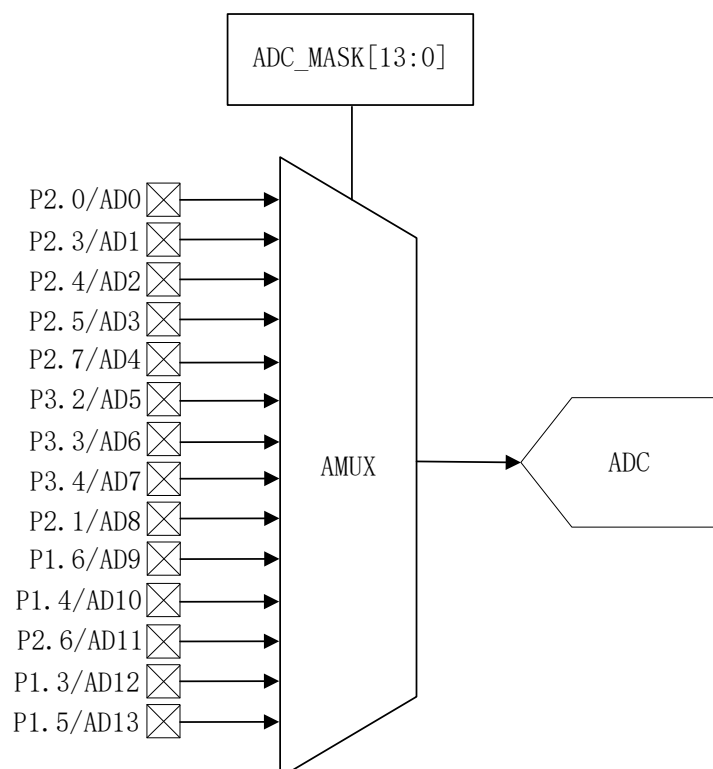 ADC_MASK[13:0]
P2.0/AD0
P2.3/AD1
P2.4/AD2
P2.5/AD3
P2.7/AD4
P3.2/AD5
P3.3/AD6
P3.4/AD7
P2.1/AD8
P1.6/AD9
P1.4/AD10
P2.6/AD11
P1.3/AD12
P1.5/AD13
AMUX
ADC